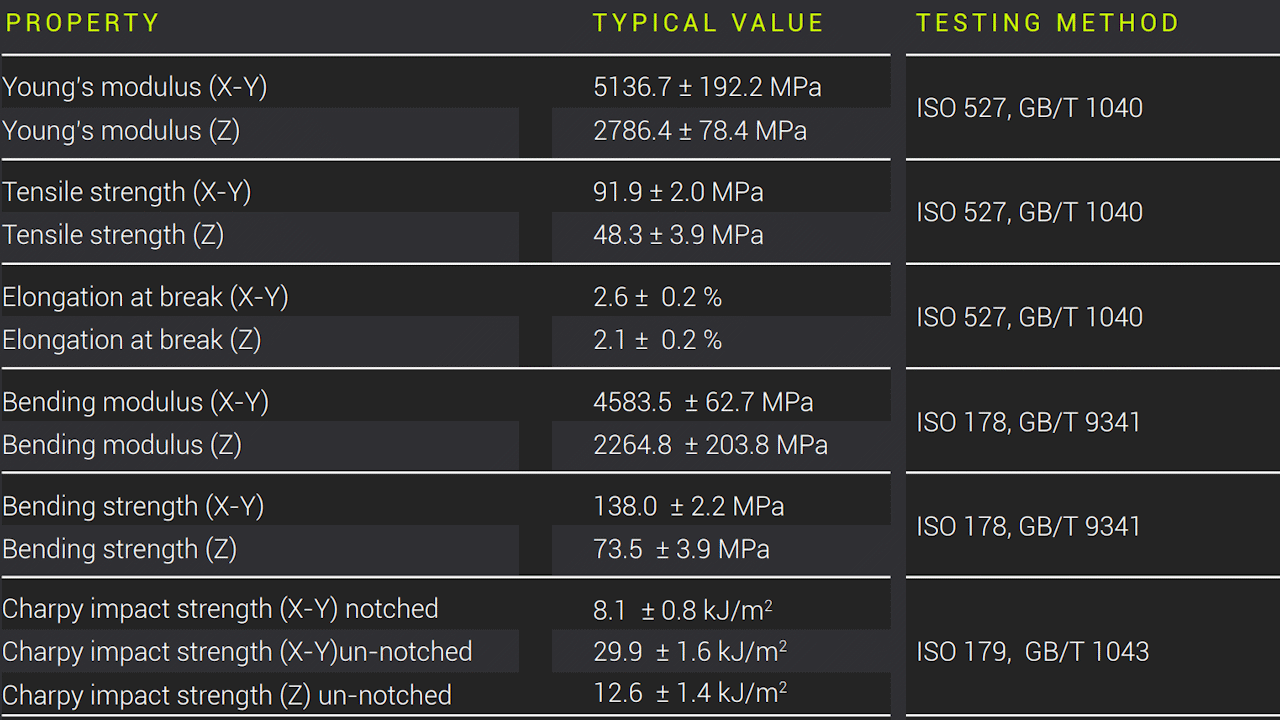 PROPERTY TYPICAL VALUE TESTING METHOD
Young's modulus (X-Y) 5136.7 ± 192.2 MPa
ISO 527, GB/T 1040
Young's modulus (Z) 2786.4 ± 78.4 MPa
Tensile strength (X-Y) 91.9 ± 2.0 MPa
ISO 527, GB/T 1040
Tensile strength (Z) 48.3 ± 3.9 MPa
Elongation at break (X-Y) 2.6 ± 0.2 %
ISO 527, GB/T 1040
Elongation at break (Z) 2.1 ± 0.2 %
Bending modulus (X-Y) 4583.5 ± 62.7 MPa
ISO 178, GB/T 9341
Bending modulus (Z) 2264.8 ± 203.8 MPa
Bending strength (X-Y) 138.0 ± 2.2 MPa
ISO 178, GB/T 9341
Bending strength (Z) 73.5 ± 3.9 MPa
Charpy impact strength (X-Y) notched 8.1 ± 0.8 kJ/m²
Charpy impact strength (X-Y)un-notched 29.9 ± 1.6 kJ/m² ISO 179, GB/T 1043
Charpy impact strength (Z) un-notched 12.6 ± 1.4 kJ/m²